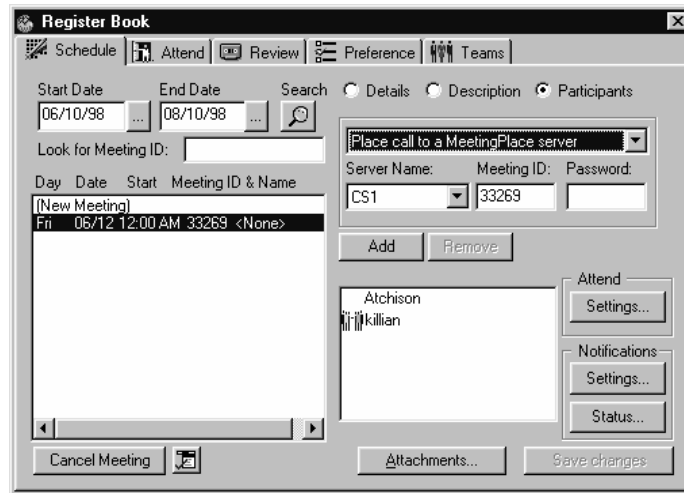 Register Book
Schedule Attend Review Preference Teams
Start Date End Date Search
06/10/98 ... 08/10/98 ...
Look for Meeting ID:
Day Date Start Meeting ID & Name
(New Meeting)
Fri 06/12 12:00 AM 33269 <None>
Cancel Meeting
Details Description Participants
Place call to a MeetingPlace server
Server Name: Meeting ID: Password:
CS1 33269
Add Remove
Atchison
killian
Attend
Settings...
Notifications
Settings...
Status...
Attachments... Save changes